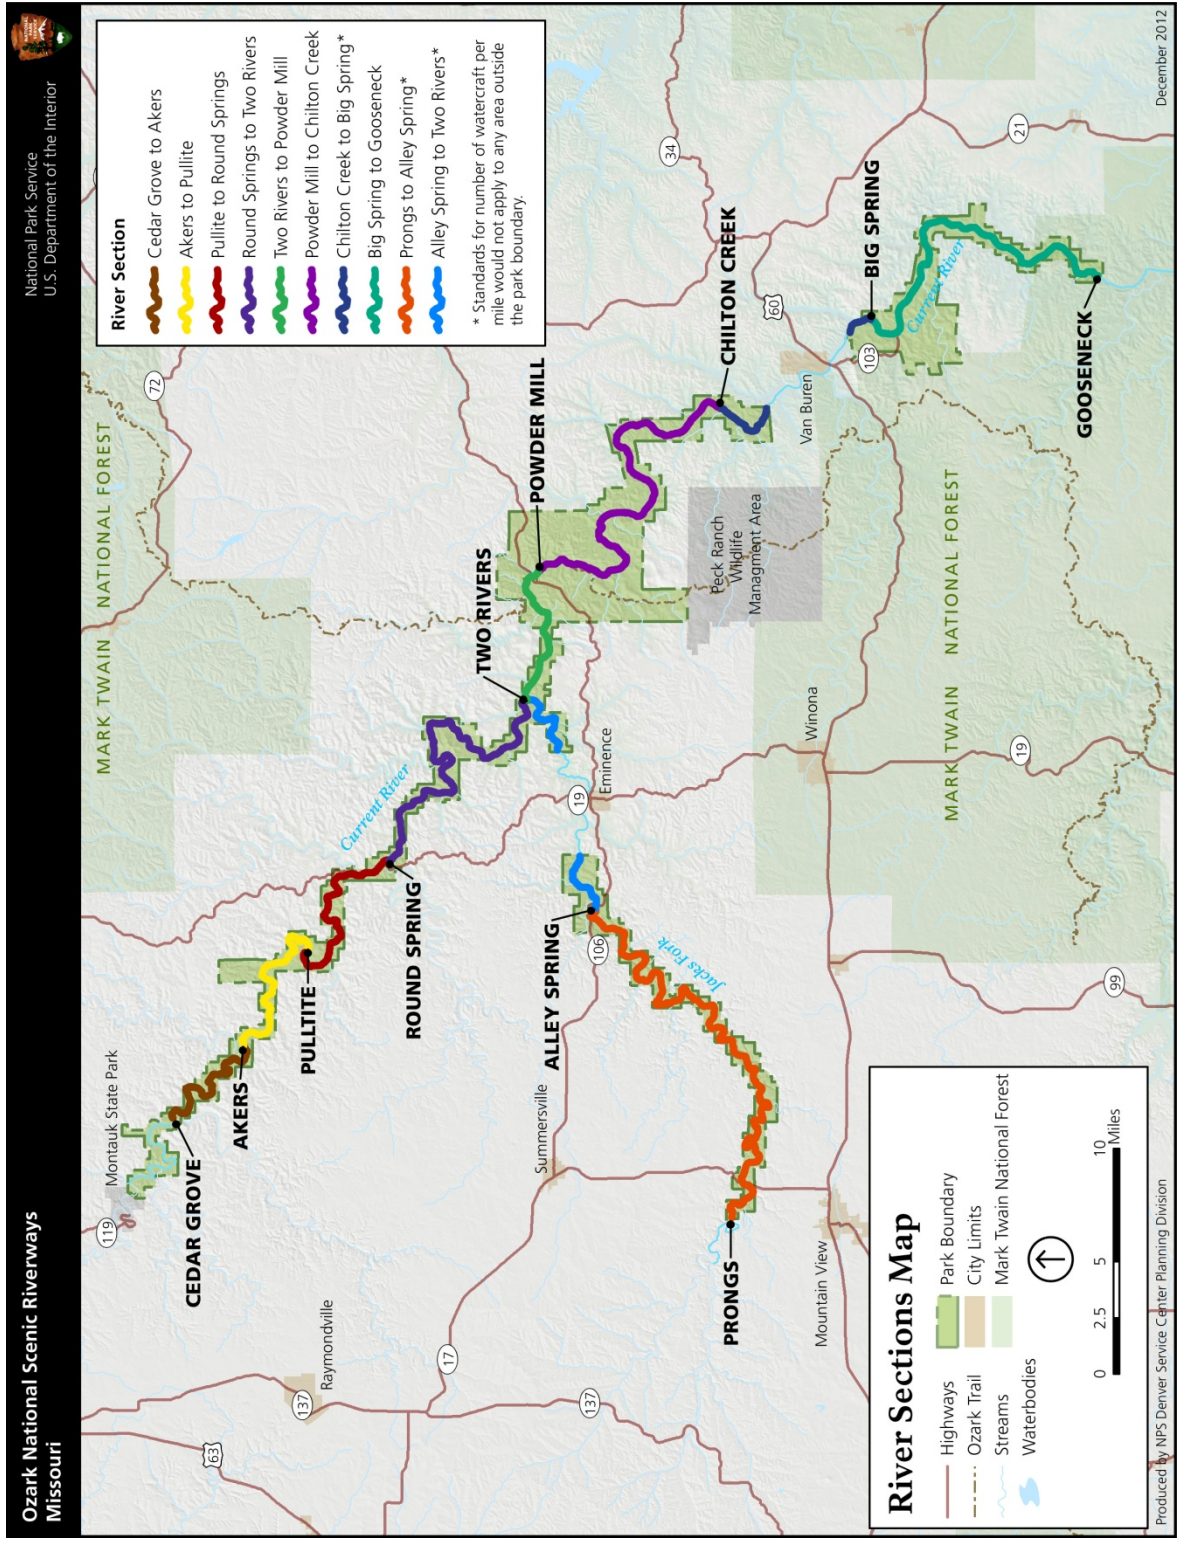 Ozark National Scenic Riverways
Missouri
National Park Service
U.S. Department of the Interior
NATIONAL
PARK
SERVICE
River Section
Cedar Grove to Akers
Akers to Pullite
Pullite to Round Springs
Round Springs to Two Rivers
Two Rivers to Powder Mill
Powder Mill to Chilton Creek
Chilton Creek to Big Spring*
Big Spring to Gooseneck
Prongs to Alley Spring*
Alley Spring to Two Rivers*
* Standards for number of watercraft per
mile would not apply to any area outside
the park boundary.
MARK TWAIN NATIONAL FOREST
72
119
Montauk State Park
CEDAR GROVE
AKERS
PULLTITE
ROUND SPRING
Current River
TWO RIVERS
POWDER MILL
63
137
Raymondville
17
137
Summersville
ALLEY SPRING
106
Jacks Fork
19
Eminence
PRONGS
Mountain View
Peck Ranch
Wildlife
Managment Area
CHILTON CREEK
34
60
Van Buren
103
BIG SPRING
Current River
GOOSENECK
21
Winona
19
99
MARK TWAIN NATIONAL FOREST
River Sections Map
Highways
Ozark Trail
Streams
Waterbodies
Park Boundary
City Limits
Mark Twain National Forest
0 2.5 5 10
Miles
Produced by NPS Denver Service Center Planning Division
December 2012